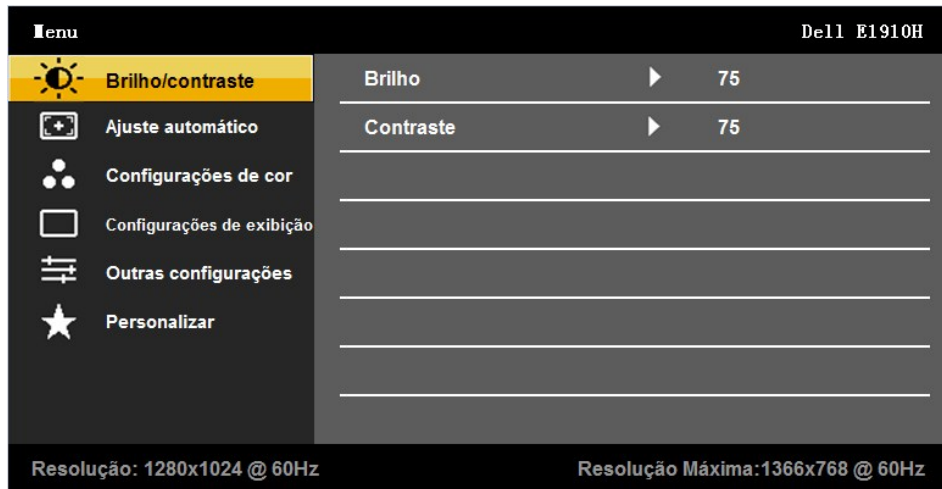 Menu
Dell E1910H
Brilho/contraste
Brilho 75
Ajuste automático
Contraste 75
Configurações de cor
Configurações de exibição
Outras configurações
Personalizar
Resolução: 1280x1024 @ 60Hz
Resolução Máxima:1366x768 @ 60Hz